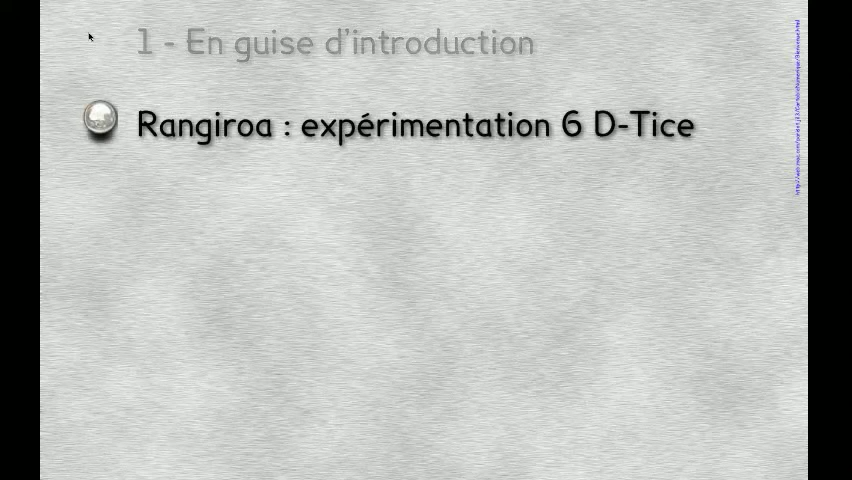 1 - En guise d'introduction
Rangiroa : expérimentation 6 D-Tice